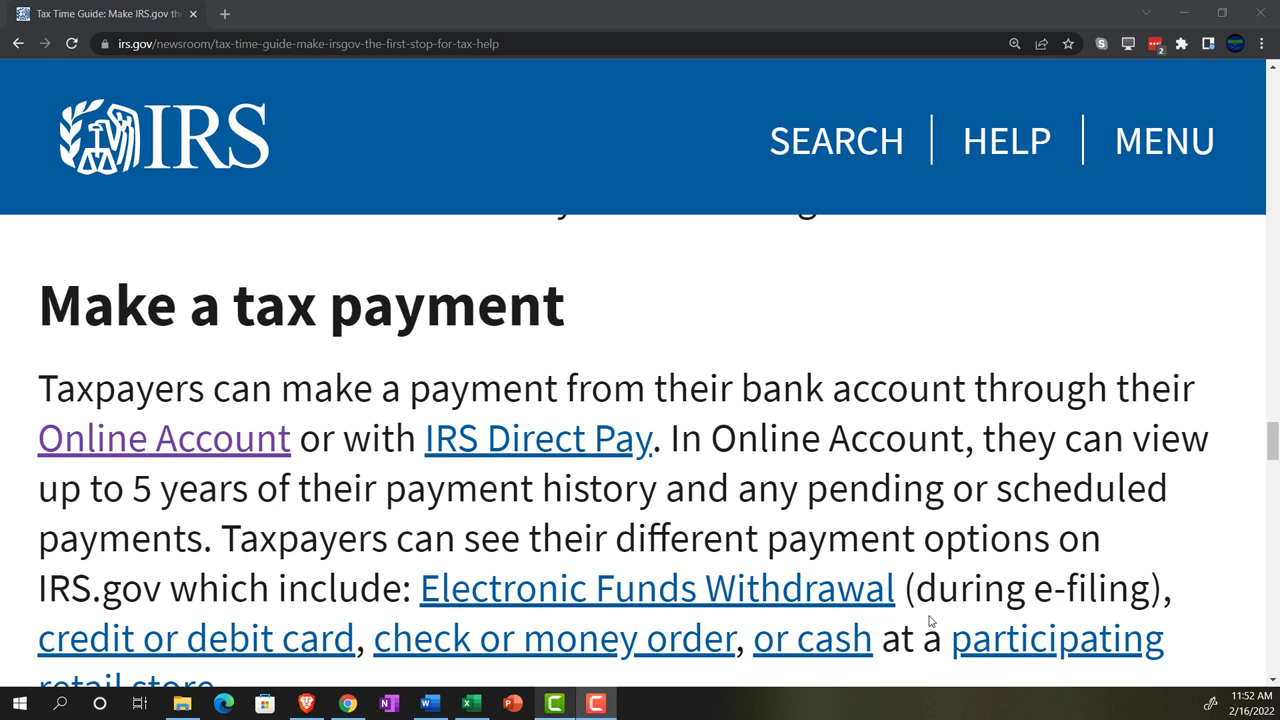 Tax Time Guide: Make IRS.gov the
irs.gov/newsroom/tax-time-guide-make-irsgov-the-first-stop-for-tax-help
2
IRS
SEARCH
HELP
MENU
Make a tax payment
Taxpayers can make a payment from their bank account through their
Online Account or with IRS Direct Pay. In Online Account, they can view
up to 5 years of their payment history and any pending or scheduled
payments. Taxpayers can see their different payment options on
IRS.gov which include: Electronic Funds Withdrawal (during e-filing),
credit or debit card, check or money order, or cash at a participating
retail store
11:52 AM
2/16/2022